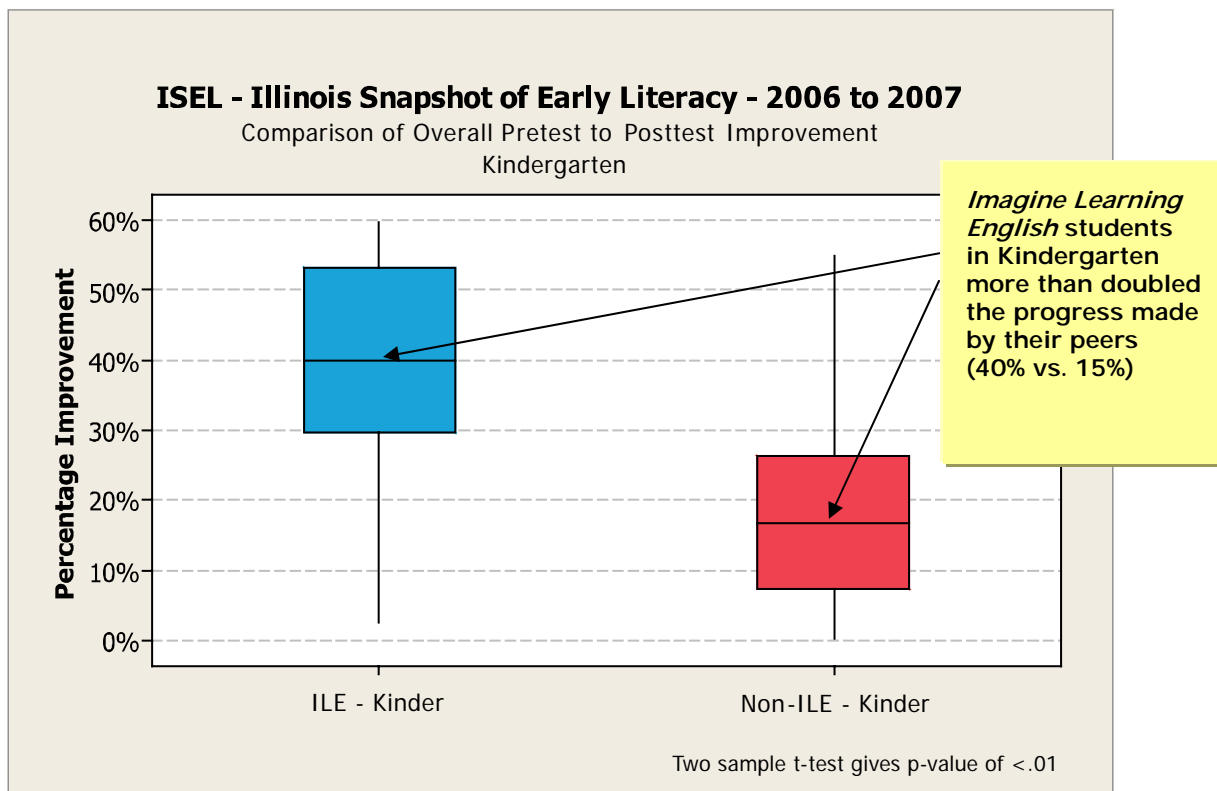 ISEL - Illinois Snapshot of Early Literacy - 2006 to 2007
Comparison of Overall Pretest to Posttest Improvement
Kindergarten
Imagine Learning
English students
in Kindergarten
more than doubled
the progress made
by their peers
(40% vs. 15%)
Percentage Improvement
60%
50%
40%
30%
20%
10%
0%
ILE - Kinder
Non-ILE - Kinder
Two sample t-test gives p-value of <.01